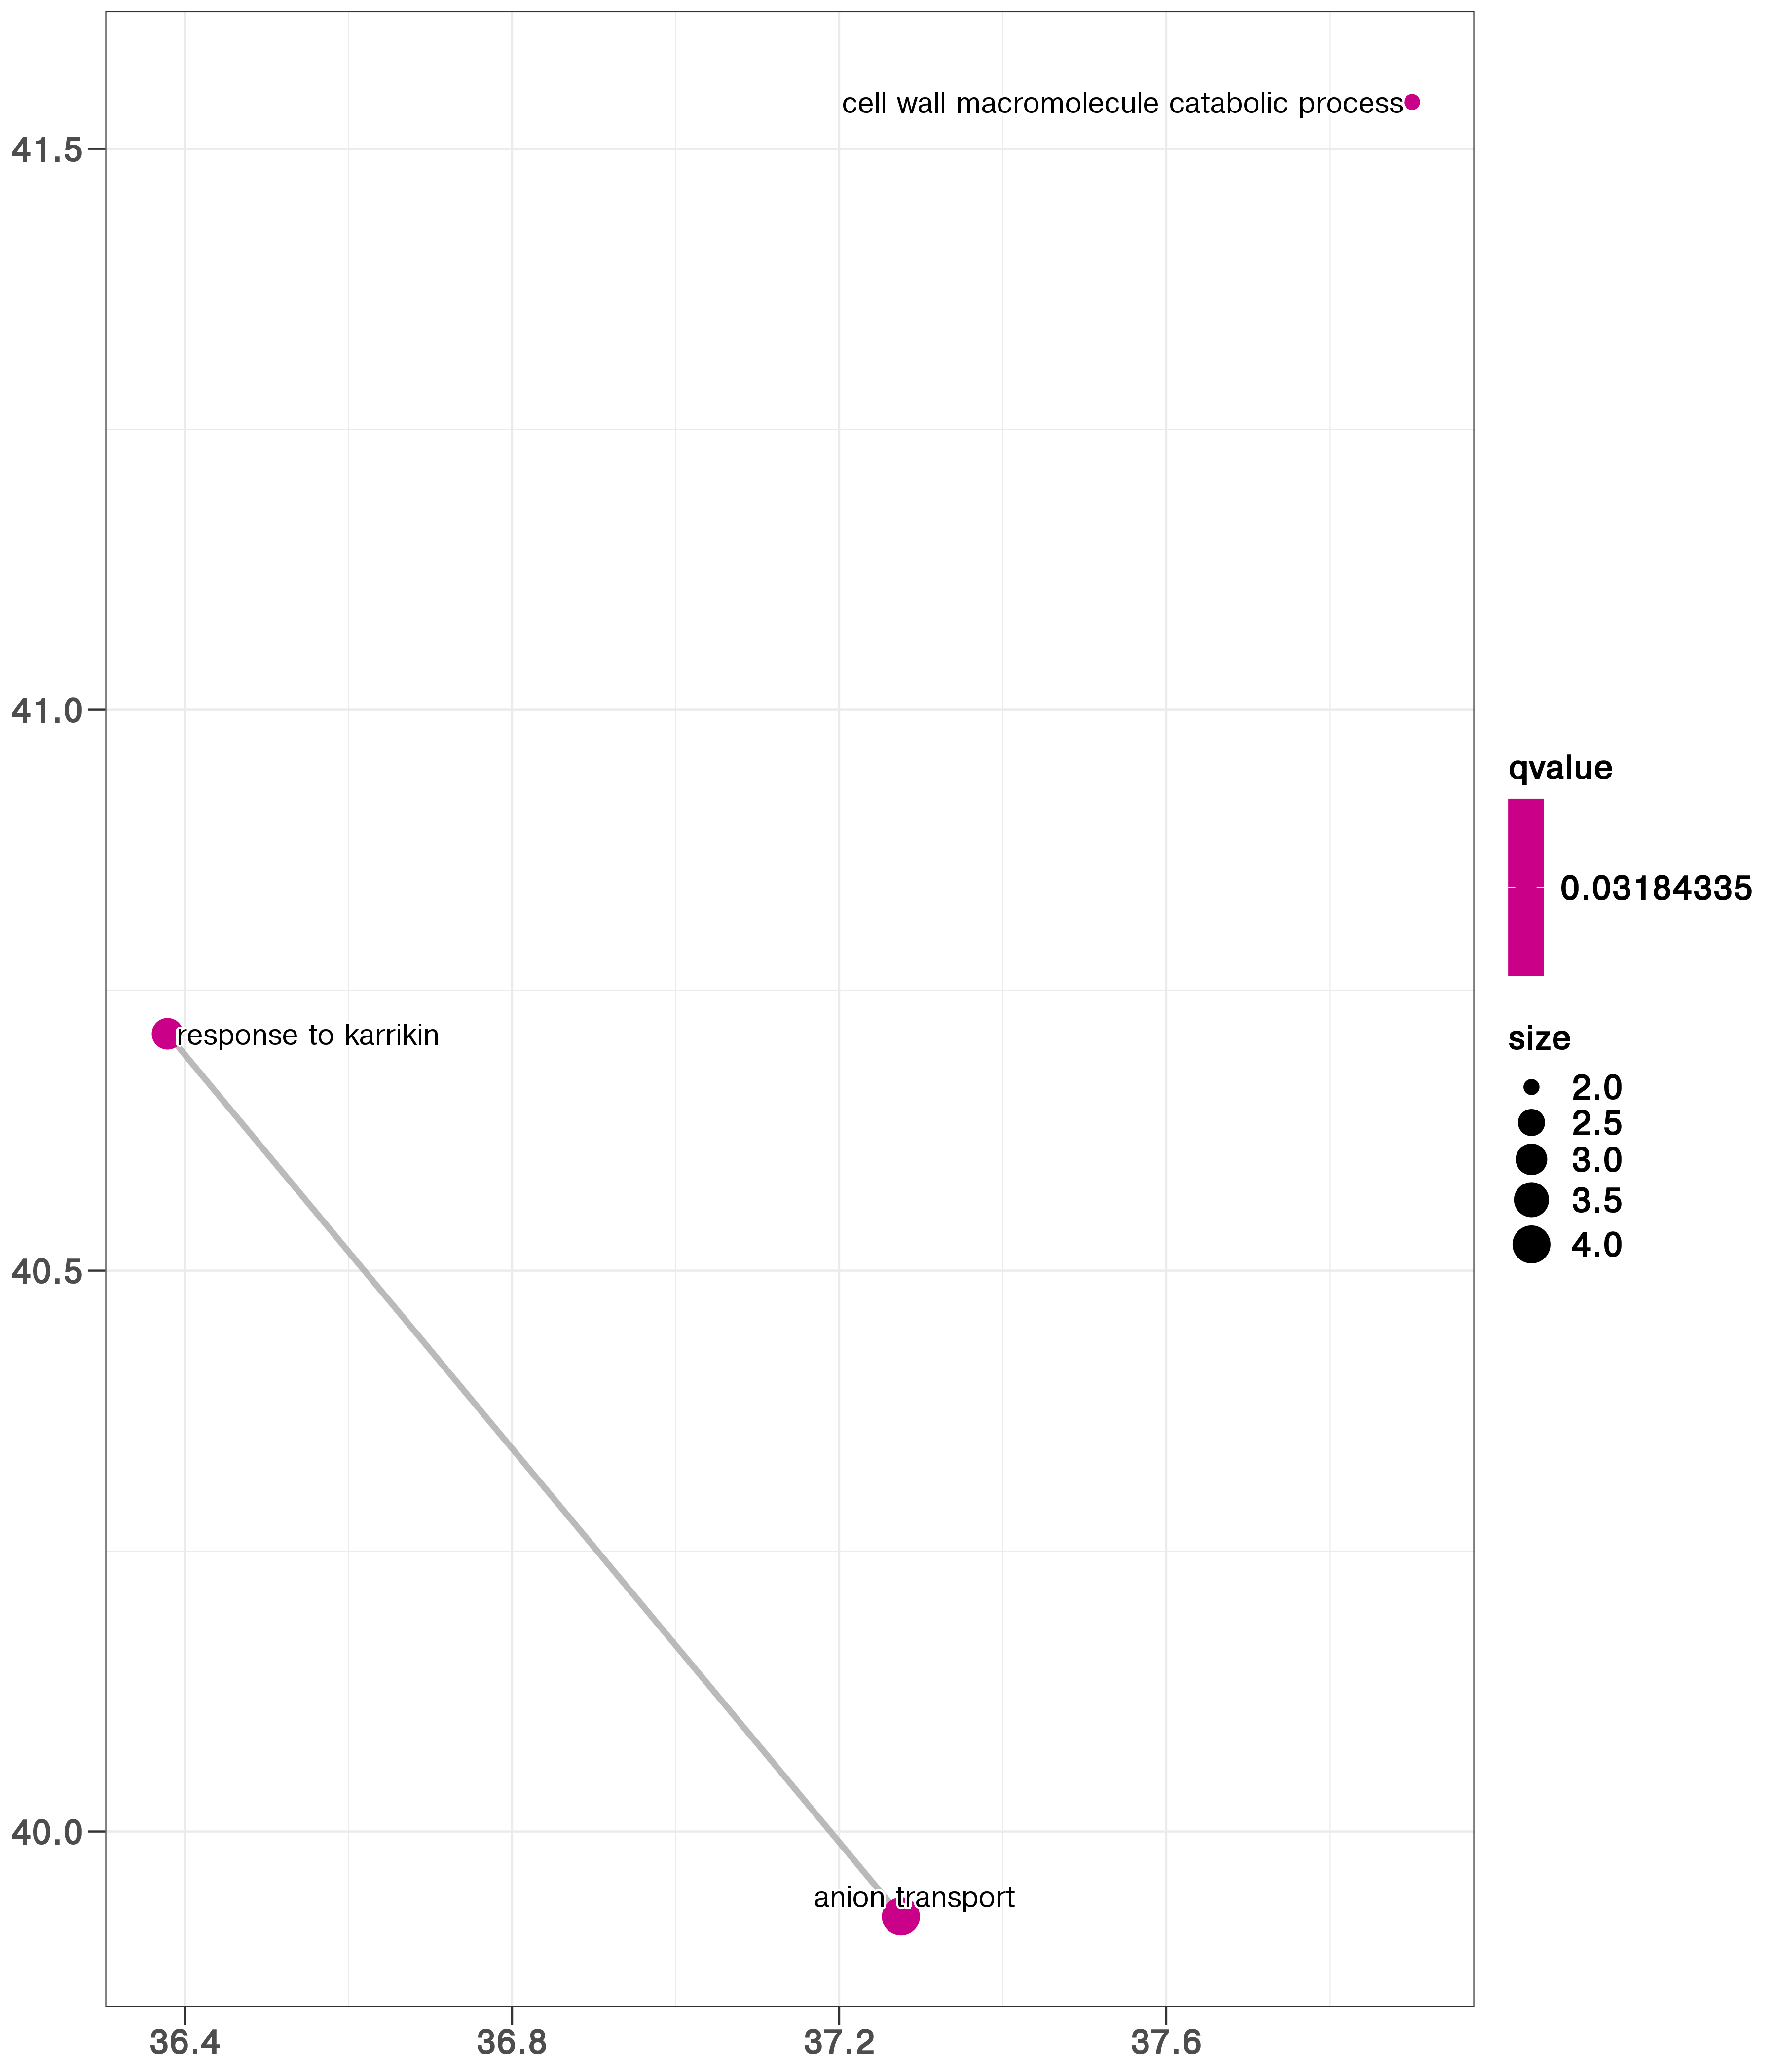 cell wall macromolecule catabolic process
41.5
41.0
response to karrikin
40.5
40.0
anion transport
36.4 36.8 37.2 37.6
qvalue
0.03184335
size
2.0
2.5
3.0
3.5
4.0